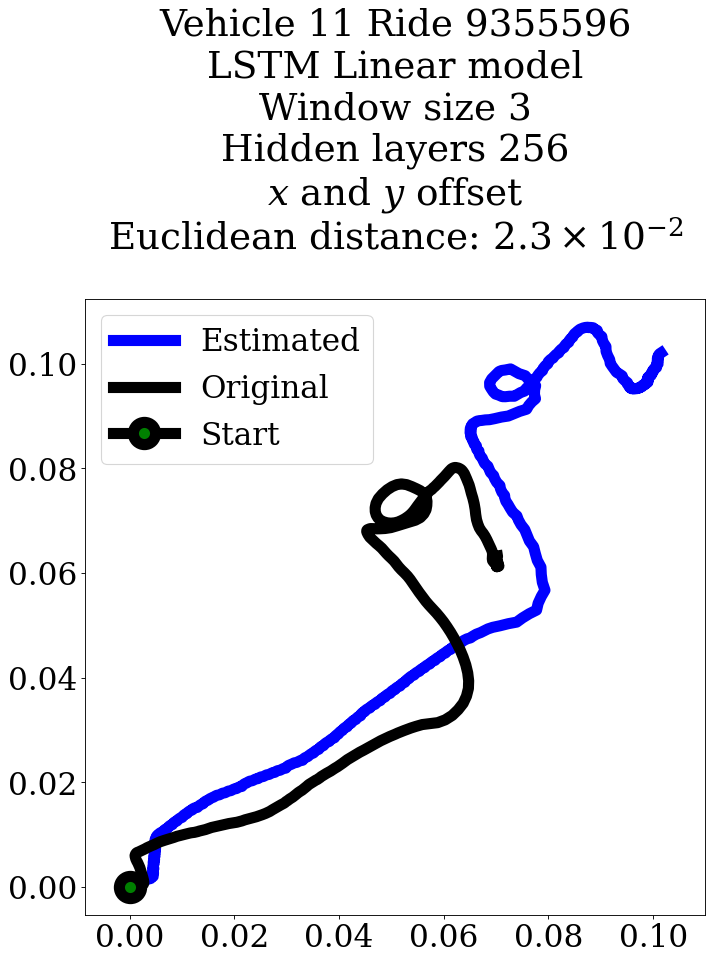 Vehicle 11 Ride 9355596
LSTM Linear model
Window size 3
Hidden layers 256
x and y offset
Euclidean distance: 2.3 × 10⁻²
Estimated
Original
Start
0.10
0.08
0.06
0.04
0.02
0.00
0.00 0.02 0.04 0.06 0.08 0.10